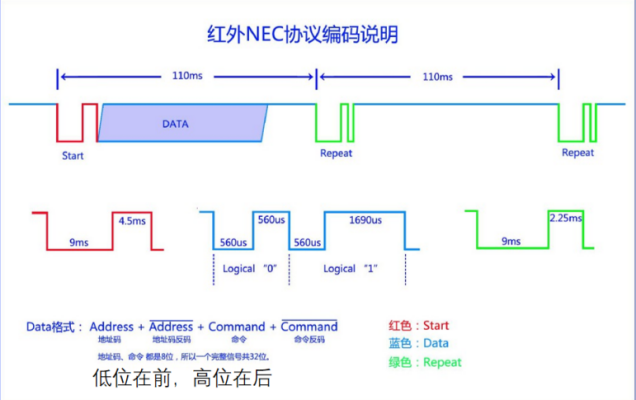 红外NEC协议编码说明
110ms 110ms
DATA
Start Repeat Repeat
4.5ms 560us 1690us 2.25ms
9ms 560us 560us 9ms
Logical “0” Logical “1”
Data格式: Address + Address + Command + Command
地址码 地址码反码 命令 命令反码
地址码、命令 都是8位，所以一个完整信号共32位。
低位在前，高位在后
红色：Start
蓝色：Data
绿色：Repeat